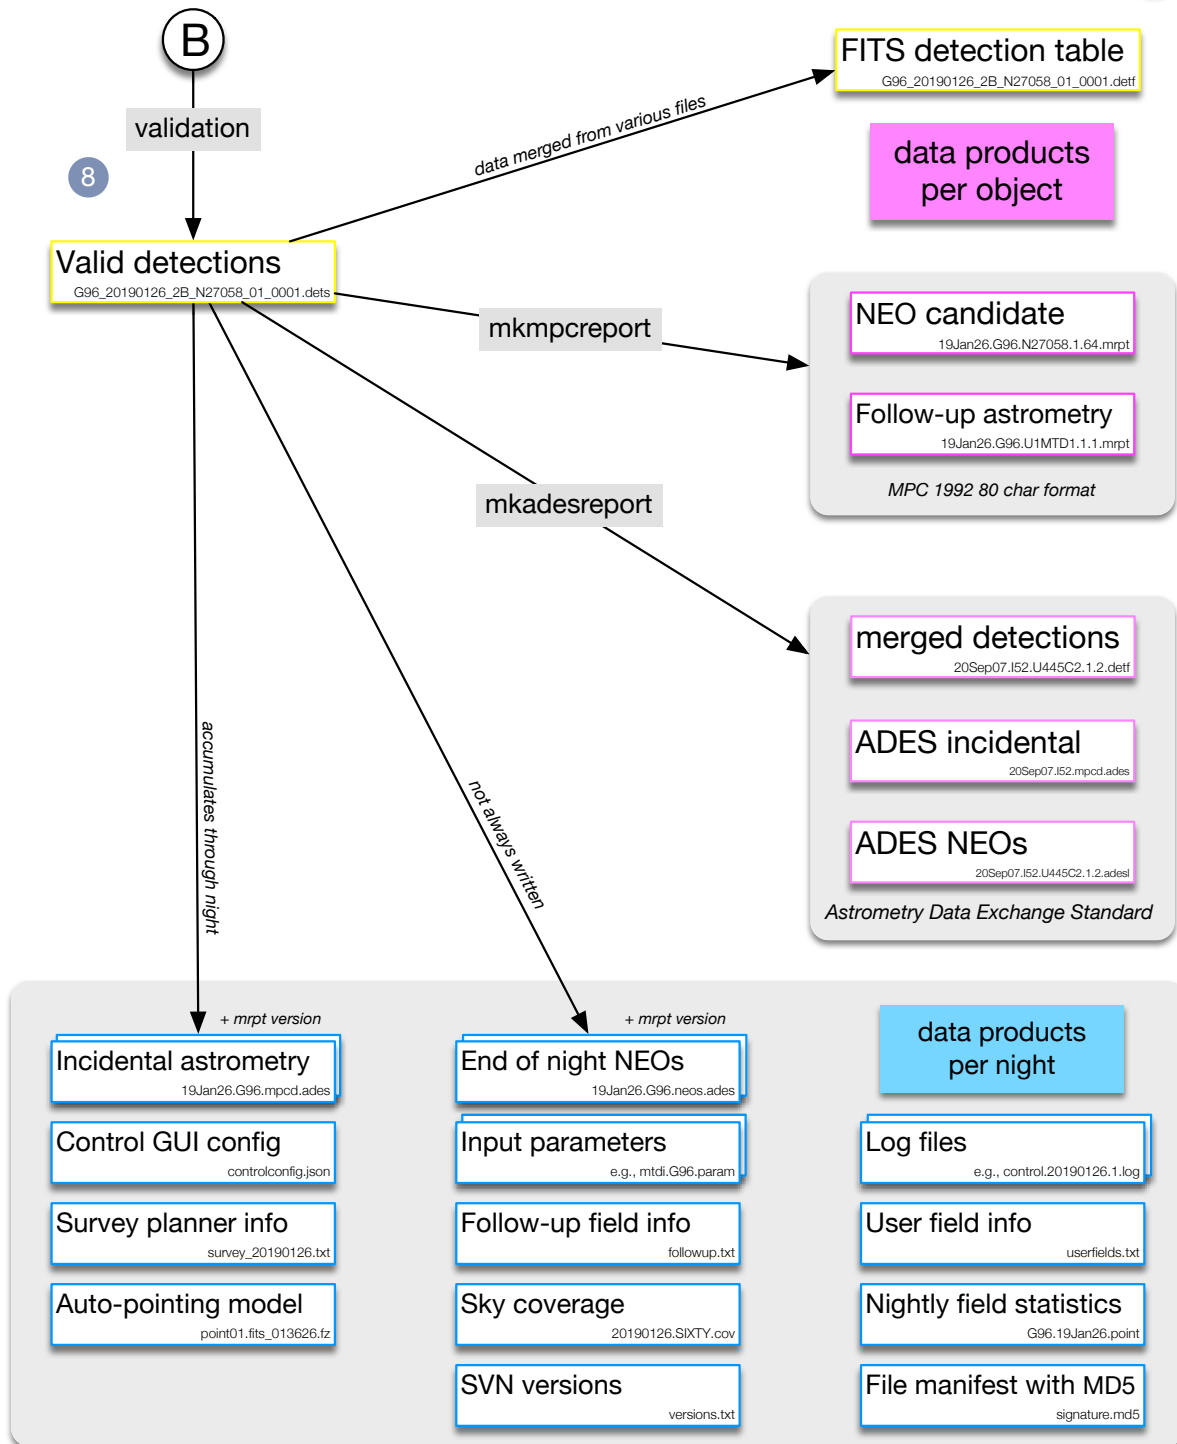 B
validation
8
Valid detections
G96_20190126_2B_N27058_01_0001.dets
data merged from various files
FITS detection table
G96_20190126_2B_N27058_01_0001.detf
data products
per object
mkmpcreport
NEO candidate
19Jan26.G96.N27058.1.64.mrpt
Follow-up astrometry
19Jan26.G96.U1MTD1.1.1.mrpt
MPC 1992 80 char format
mkadesreport
merged detections
20Sep07.I52.U445C2.1.2.detf
ADES incidental
20Sep07.I52.mpcd.ades
ADES NEOs
20Sep07.I52.U445C2.1.2.adesl
Astrometry Data Exchange Standard
accumulates through night
not always written
+ mrpt version
Incidental astrometry
19Jan26.G96.mpcd.ades
Control GUI config
controlconfig.json
Survey planner info
survey_20190126.txt
Auto-pointing model
point01.fits_013626.fz
+ mrpt version
End of night NEOs
19Jan26.G96.neos.ades
Input parameters
e.g., mtdi.G96.param
Follow-up field info
followup.txt
Sky coverage
20190126.SIXTY.cov
SVN versions
versions.txt
data products
per night
Log files
e.g., control.20190126.1.log
User field info
userfields.txt
Nightly field statistics
G96.19Jan26.point
File manifest with MD5
signature.md5